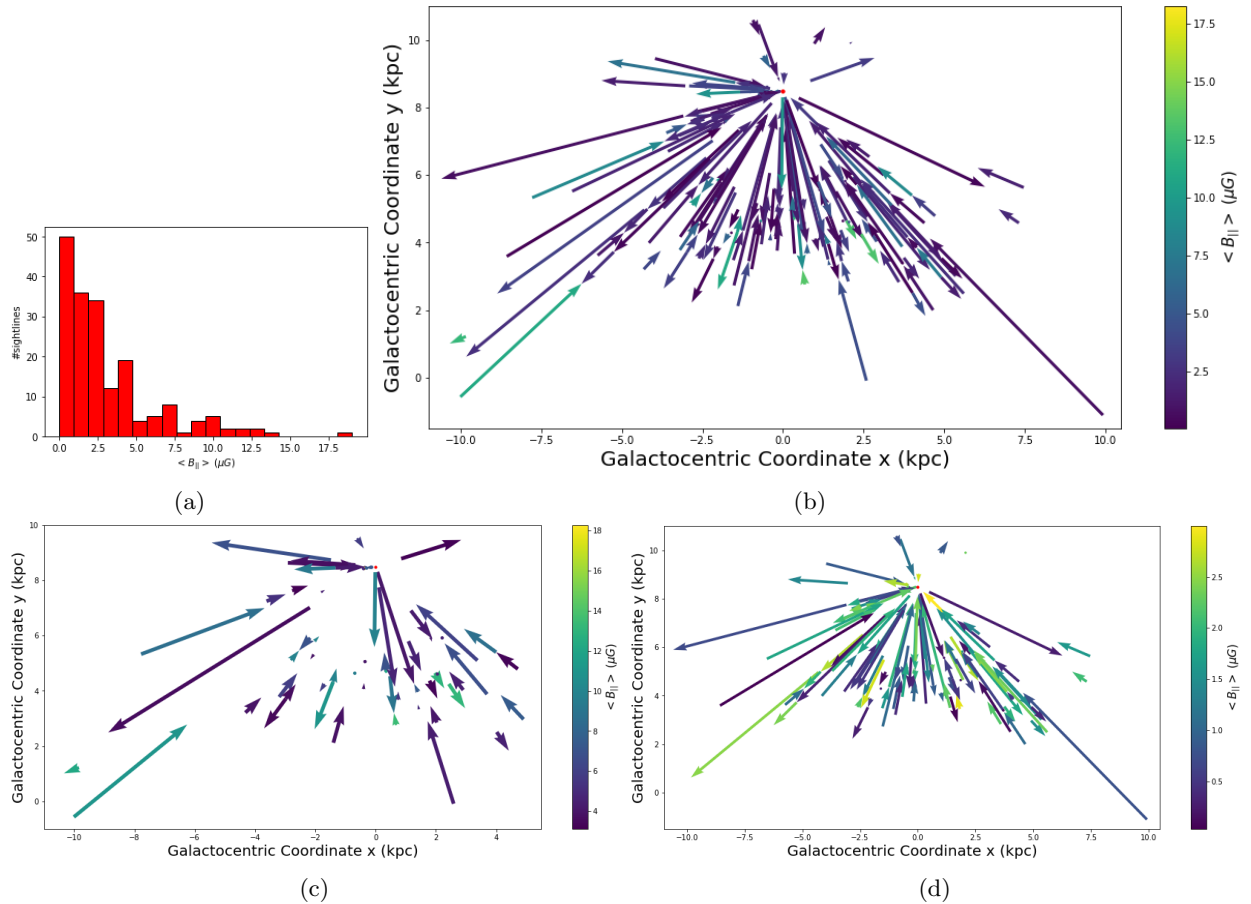 50
40
30
20
10
0
#sightlines
0.0 2.5 5.0 7.5 10.0 12.5 15.0 17.5
< B|| > (μG)
(a)
10
8
6
4
2
0
Galactocentric Coordinate y (kpc)
−10.0 −7.5 −5.0 −2.5 0.0 2.5 5.0 7.5 10.0
Galactocentric Coordinate x (kpc)
17.5
15.0
12.5
10.0
7.5
5.0
2.5
< B|| > (μG)
(b)
10
8
6
4
2
0
Galactocentric Coordinate y (kpc)
−10 −8 −6 −4 −2 0 2 4
Galactocentric Coordinate x (kpc)
18
16
14
12
10
8
6
4
< B|| > (μG)
(c)
10
8
6
4
2
0
Galactocentric Coordinate y (kpc)
−10.0 −7.5 −5.0 −2.5 0.0 2.5 5.0 7.5 10.0
Galactocentric Coordinate x (kpc)
2.5
2.0
1.5
1.0
0.5
< B|| > (μG)
(d)